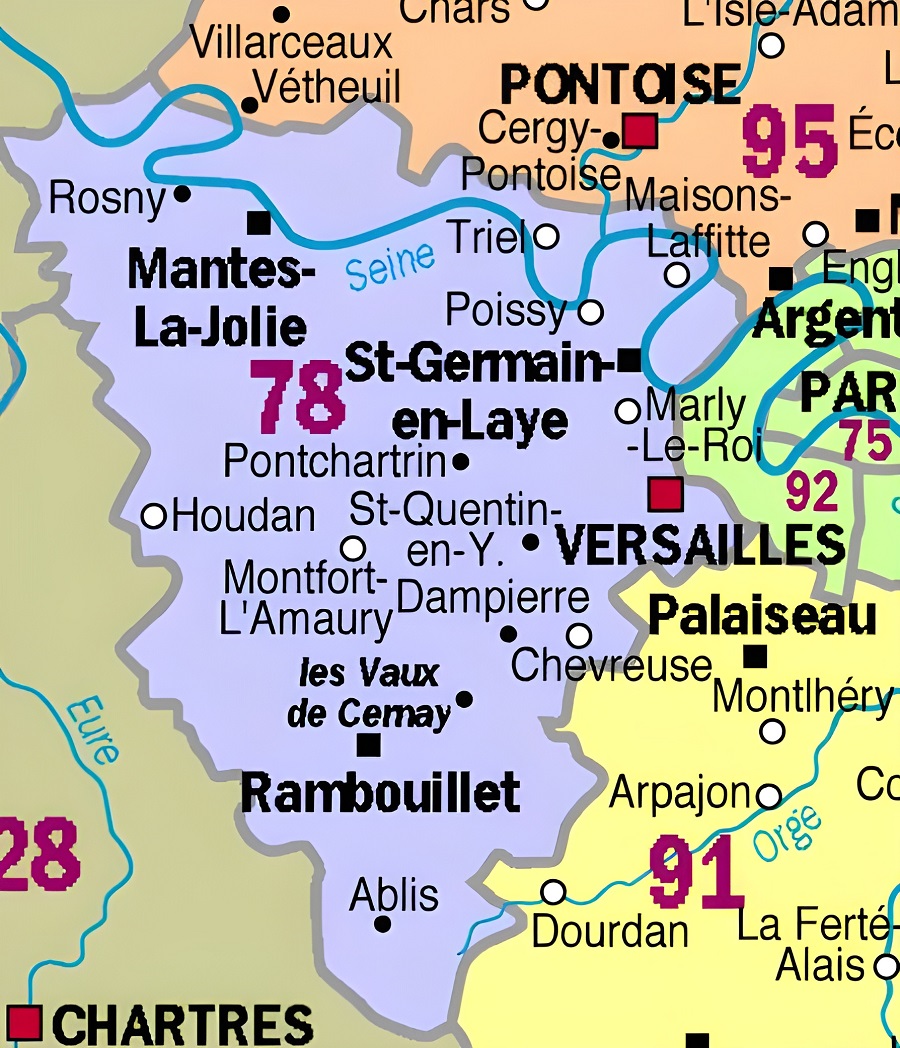 Chars
L'Isle-Adam
Villarceaux
Vétheuil
PONTOISE
95
Cergy-
Pontoise
Rosny
Maisons-
Laffitte
Triel
Mantes-
La-Jolie
Seine
Engl
Poissy
Argent
St-Germain-
en-Laye
78
PAR
75
Marly
-Le-Roi
Pontchartrin
92
Houdan
St-Quentin-
en-Y.
VERSAILLES
Montfort-
L'Amaury
Dampierre
Palaiseau
Chevreuse
les Vaux
de Cernay
Montlhéry
Eure
Rambouillet
Arpajon
Co
Orge
28
91
Ablis
Dourdan
La Ferté-
Alais
CHARTRES